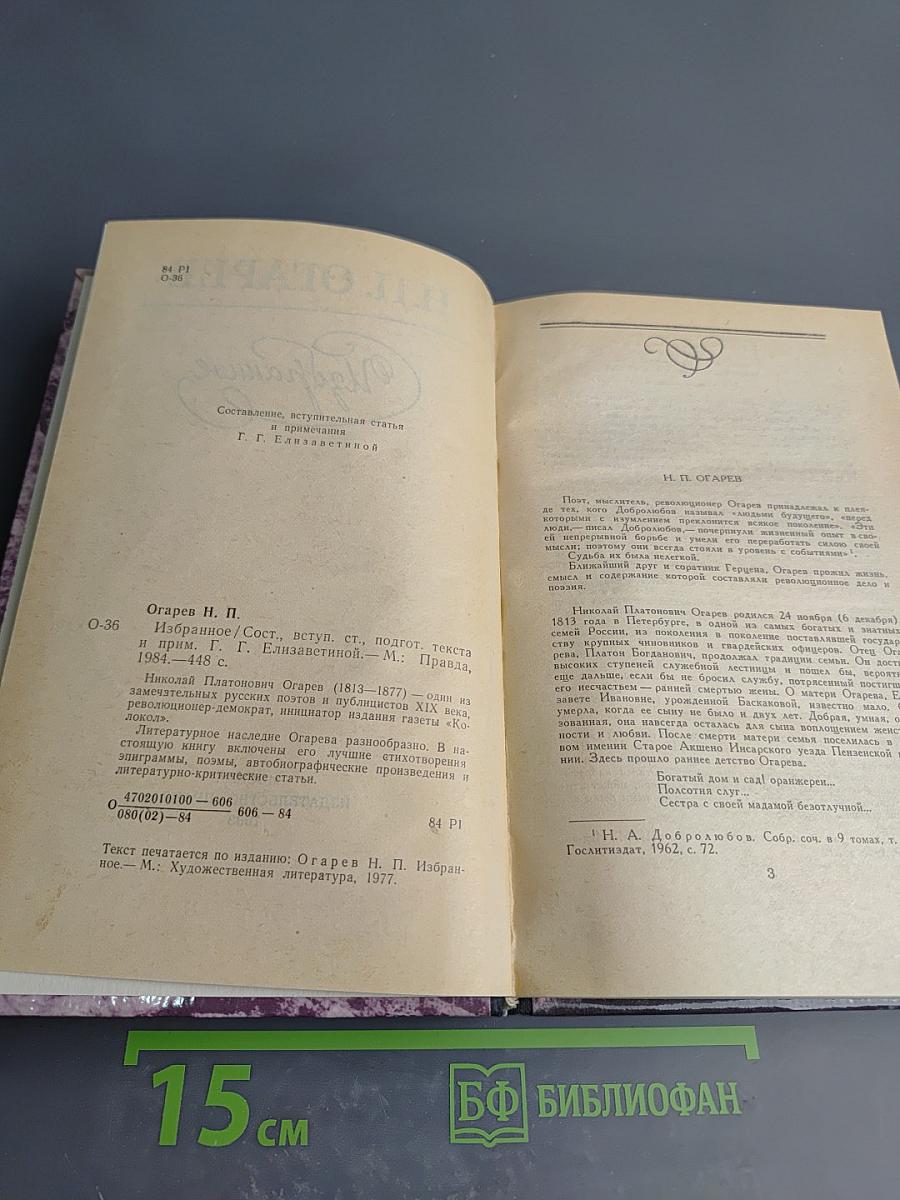 84 Р1
О-36
Составление, вступительная статья
и примечания
Г. Г. Елизаветиной
Огарев Н. П.
О-36 Избранное/Сост., вступ. ст., подгот. текста
и прим. Г. Г. Елизаветиной.— М.: Правда,
1984.—448 с.
Николай Платонович Огарев (1813—1877) — один из
замечательных русских поэтов и публицистов XIX века,
революционер-демократ, инициатор издания газеты «Ко-
локол».
Литературное наследие Огарева разнообразно. В на-
стоящую книгу включены его лучшие стихотворения
эпиграммы, поэмы, автобиографические произведения и
литературно-критические статьи.
О 4702010100—606
080(02)—84
606—84
84 Р1
Текст печатается по изданию: Огарев Н. П. Избран-
ное.— М.: Художественная литература, 1977.
Н. П. ОГАРЕВ
Поэт, мыслитель, революционер Огарев принадлежал к плея-
де тех, кого Добролюбов называл «людьми будущего», «перед
которыми с изумлением преклонится всякое поколение». «Эти
люди,— писал Добролюбов,— почерпнули жизненный опыт в сво-
ей непрерывной борьбе и умели его переработать силою своей
мысли; поэтому они всегда стояли в уровень с событиями»¹.
Судьба их была нелегкой.
Ближайший друг и соратник Герцена, Огарев прожил жизнь,
смысл и содержание которой составляли революционное дело и
поэзия.
Николай Платонович Огарев родился 24 ноября (6 декабря)
1813 года в Петербурге, в одной из самых богатых и знатных
семей России, из поколения в поколение поставлявшей государ
ству крупных чиновников и гвардейских офицеров. Отец Ога
рева, Платон Богданович, продолжал традиции семьи. Он дост
высоких ступеней служебной лестницы и пошел бы, вероятн
еще дальше, если бы не бросил службу, потрясенный постигш
его несчастьем — ранней смертью жены. О матери Огарева, Е
завете Ивановне, урожденной Баскаковой, известно мало.
умерла, когда ее сыну не было и двух лет. Добрая, умная, о
зованная, она навсегда осталась для сына воплощением женс
ности и любви. После смерти матери семья поселилась в
вом имении Старое Акшено Инсарского уезда Пензенской
нии. Здесь прошло раннее детство Огарева.
Богатый дом и сад! оранжереи...
Полсотня слуг...
Сестра с своей мадамой безотлучной...
¹ Н. А. Добролюбов. Собр. соч. в 9 томах, т.
Гослитиздат, 1962, с. 72.
3
15 см
БФ БИБЛИОФАН